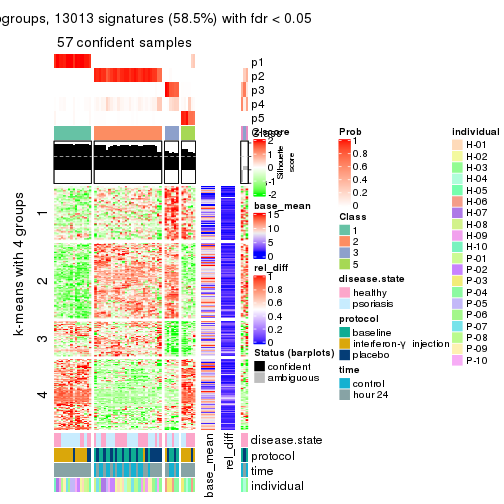 ogroups, 13013 signatures (58.5%) with fdr < 0.05
57 confident samples
p1
p2
p3
p4
p5
Class
z-score
2
1
0
-1
-2
Silhouette
score
base_mean
15
10
5
0
rel_diff
1
0.8
0.6
0.4
0.2
0
Status (barplots)
confident
ambiguous
Prob
1
0.8
0.6
0.4
0.2
0
Class
1
2
3
5
disease.state
healthy
psoriasis
protocol
baseline
interferon-γ injection
placebo
time
control
hour 24
individual
H-01
H-02
H-03
H-04
H-05
H-06
H-07
H-08
H-09
H-10
P-01
P-02
P-03
P-04
P-05
P-06
P-07
P-08
P-09
P-10
k-means with 4 groups
1
2
3
4
disease.state
protocol
time
individual
base_mean
rel_diff